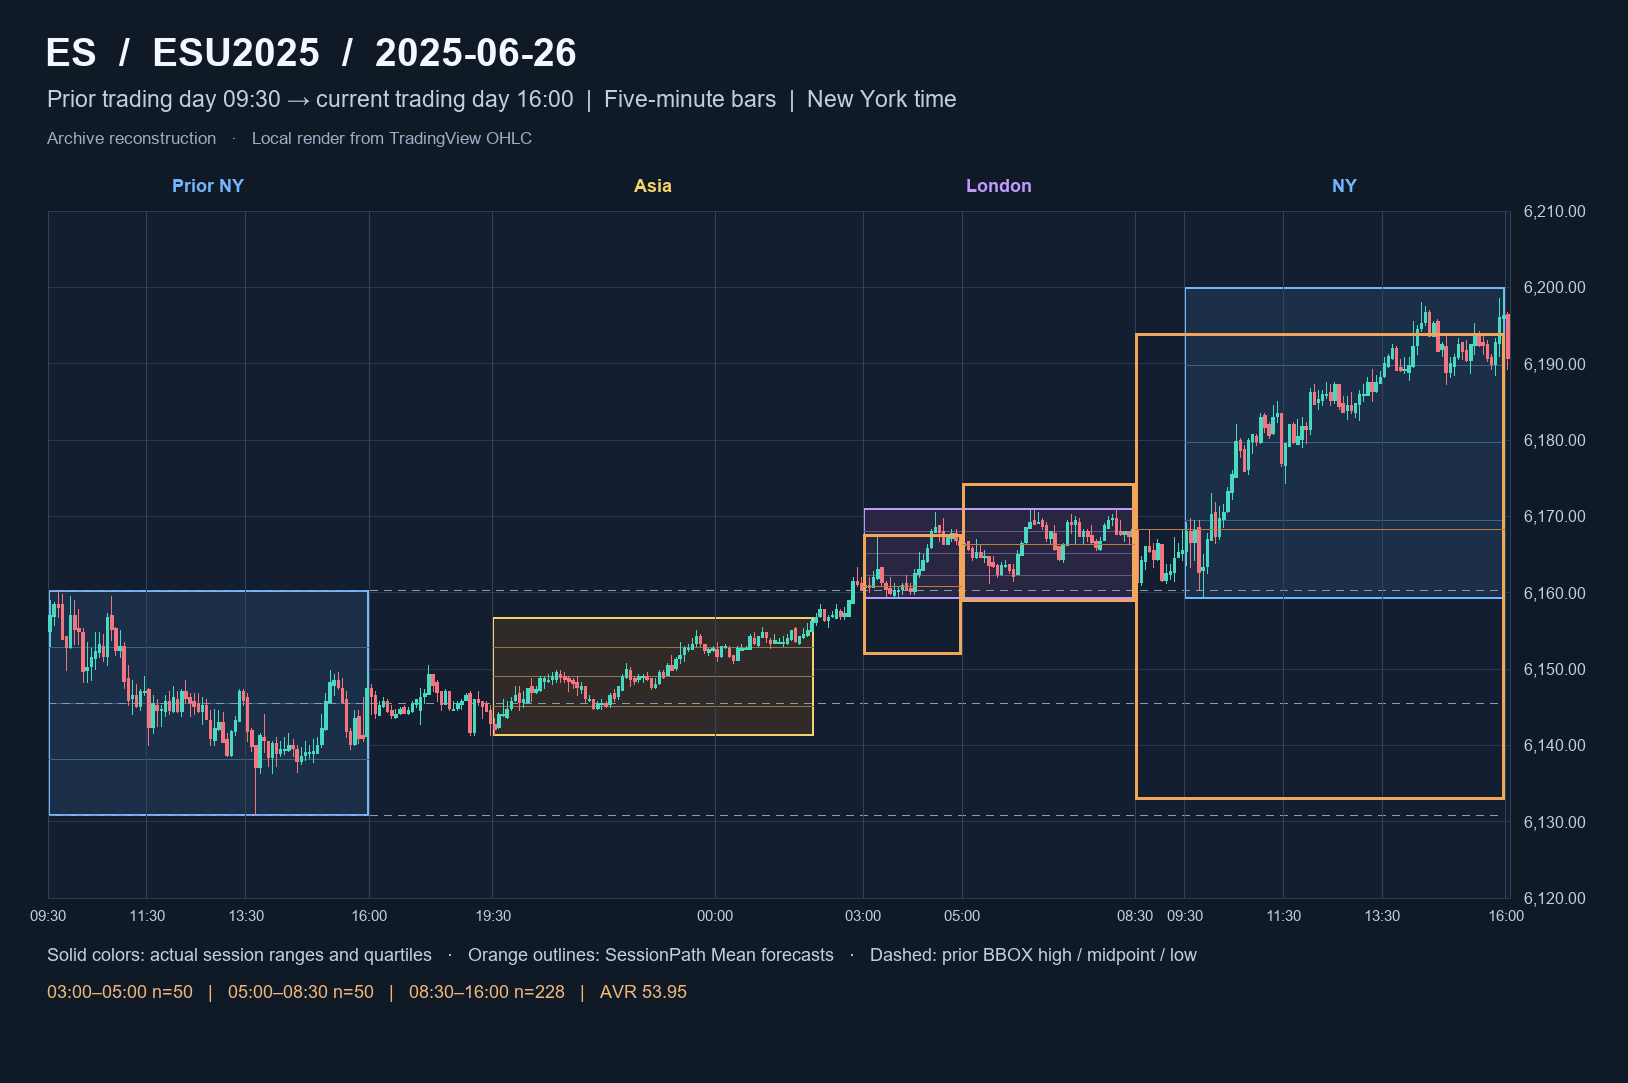 ES / ESU2025 / 2025-06-26
Prior trading day 09:30 → current trading day 16:00 | Five-minute bars | New York time
Archive reconstruction · Local render from TradingView OHLC
Prior NY Asia London NY
6,210.00
6,200.00
6,190.00
6,180.00
6,170.00
6,160.00
6,150.00
6,140.00
6,130.00
6,120.00
09:30 11:30 13:30 16:00 19:30 00:00 03:00 05:00 08:30 09:30 11:30 13:30 16:00
Solid colors: actual session ranges and quartiles · Orange outlines: SessionPath Mean forecasts · Dashed: prior BBOX high / midpoint / low
03:00–05:00 n=50 | 05:00–08:30 n=50 | 08:30–16:00 n=228 | AVR 53.95